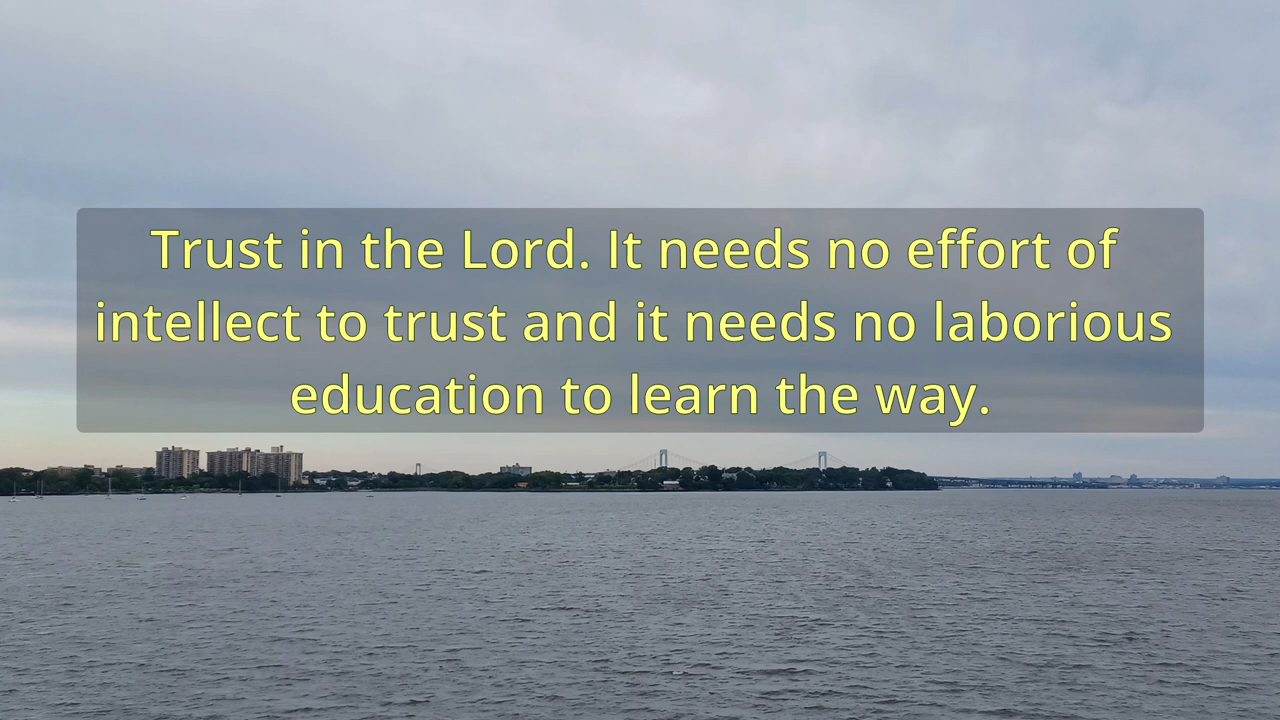 Trust in the Lord. It needs no effort of
intellect to trust and it needs no laborious
education to learn the way.